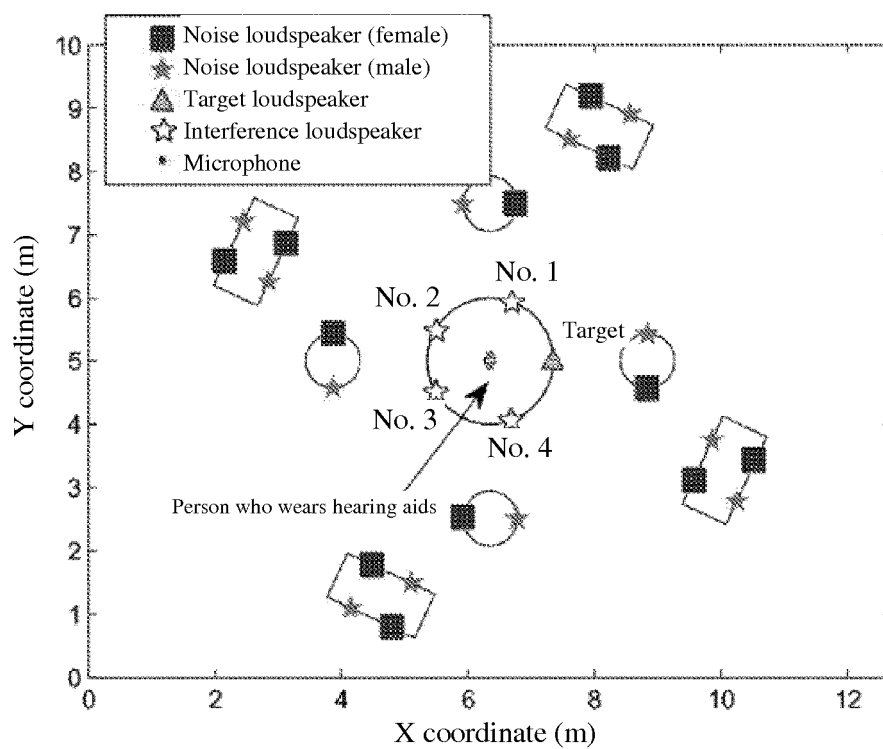 Noise loudspeaker (female)
Noise loudspeaker (male)
Target loudspeaker
Interference loudspeaker
Microphone
10
9
8
7
6
5
4
3
2
1
0
Y coordinate (m)
No. 1
No. 2
Target
No. 3
No. 4
Person who wears hearing aids
0 2 4 6 8 10 12
X coordinate (m)